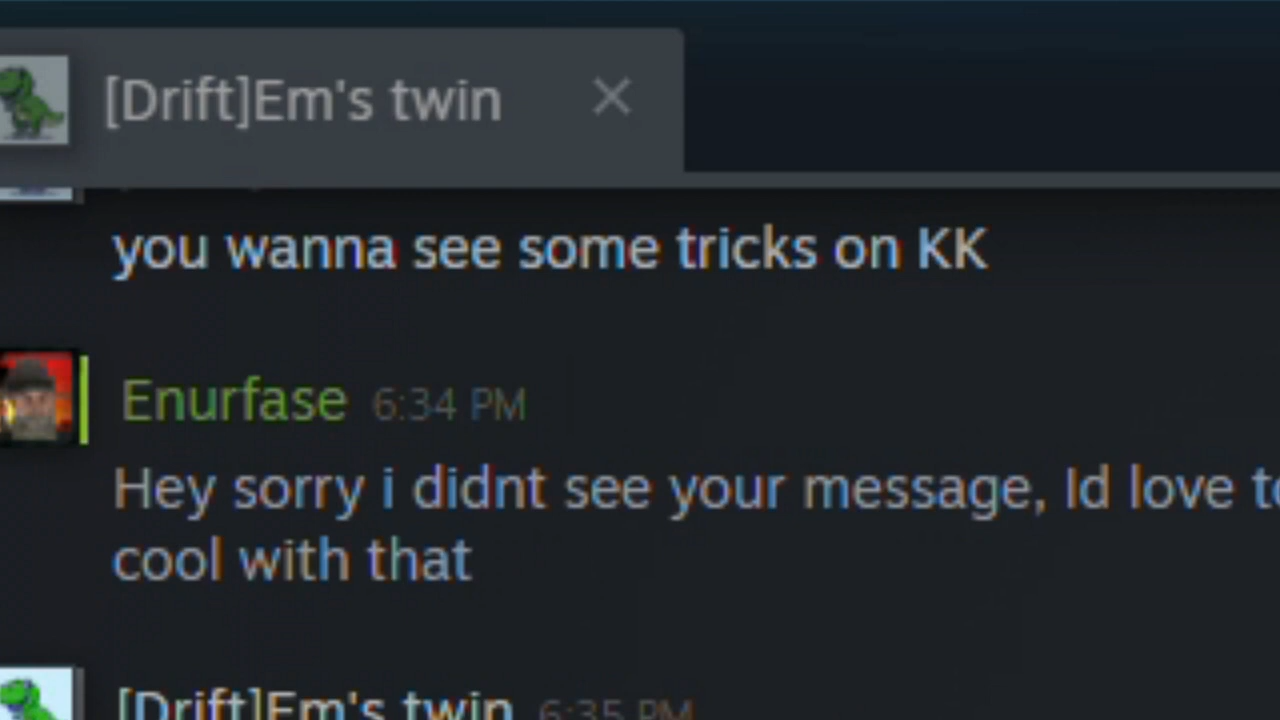 [Drift]Em's twin
you wanna see some tricks on KK
Enurfase 6:34 PM
Hey sorry i didnt see your message, Id love
cool with that
[Drift]Em's twin 6:35 PM